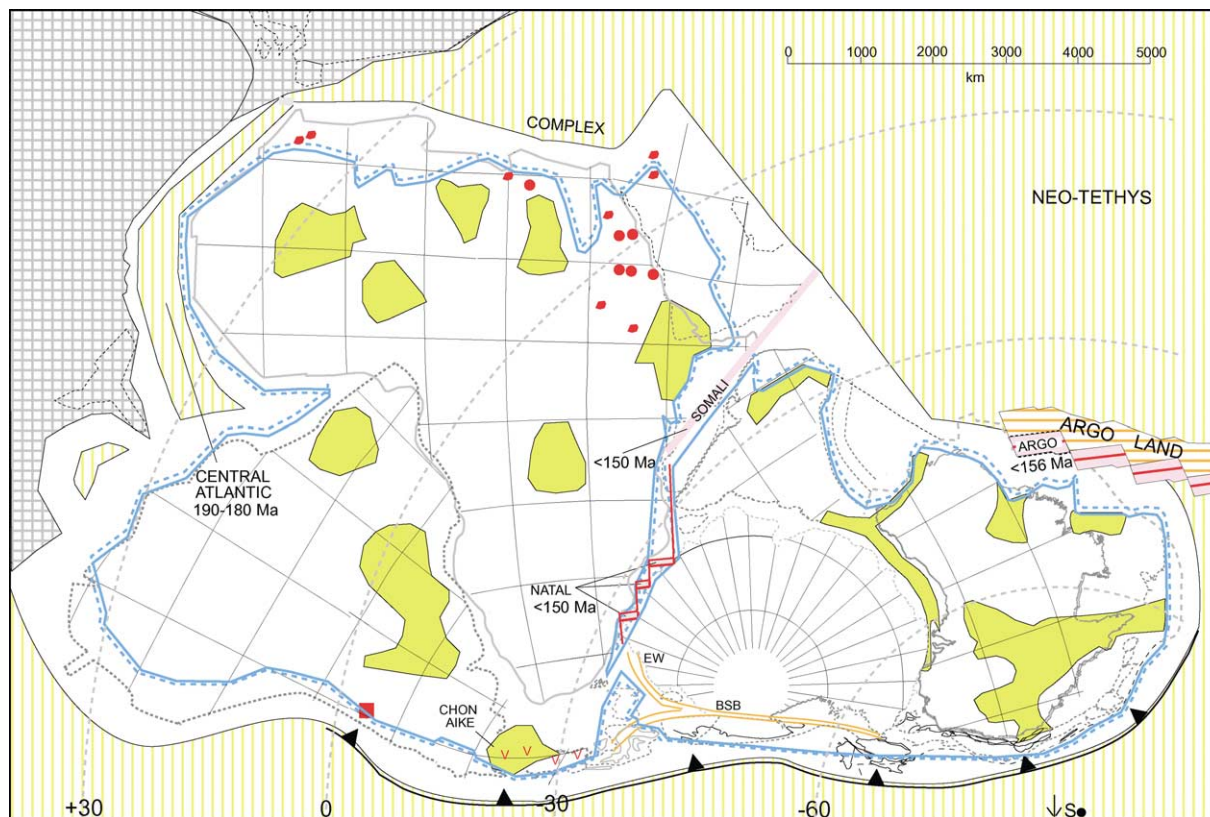 0 1000 2000 3000 4000 5000
km
COMPLEX
NEO-TETHYS
SOMALI
<150 Ma
ARGO LAND
ARGO
<156 Ma
CENTRAL
ATLANTIC
190-180 Ma
NATAL
<150 Ma
EW
BSB
CHON
AIKE
V V V V
+30 0 -30 -60 S